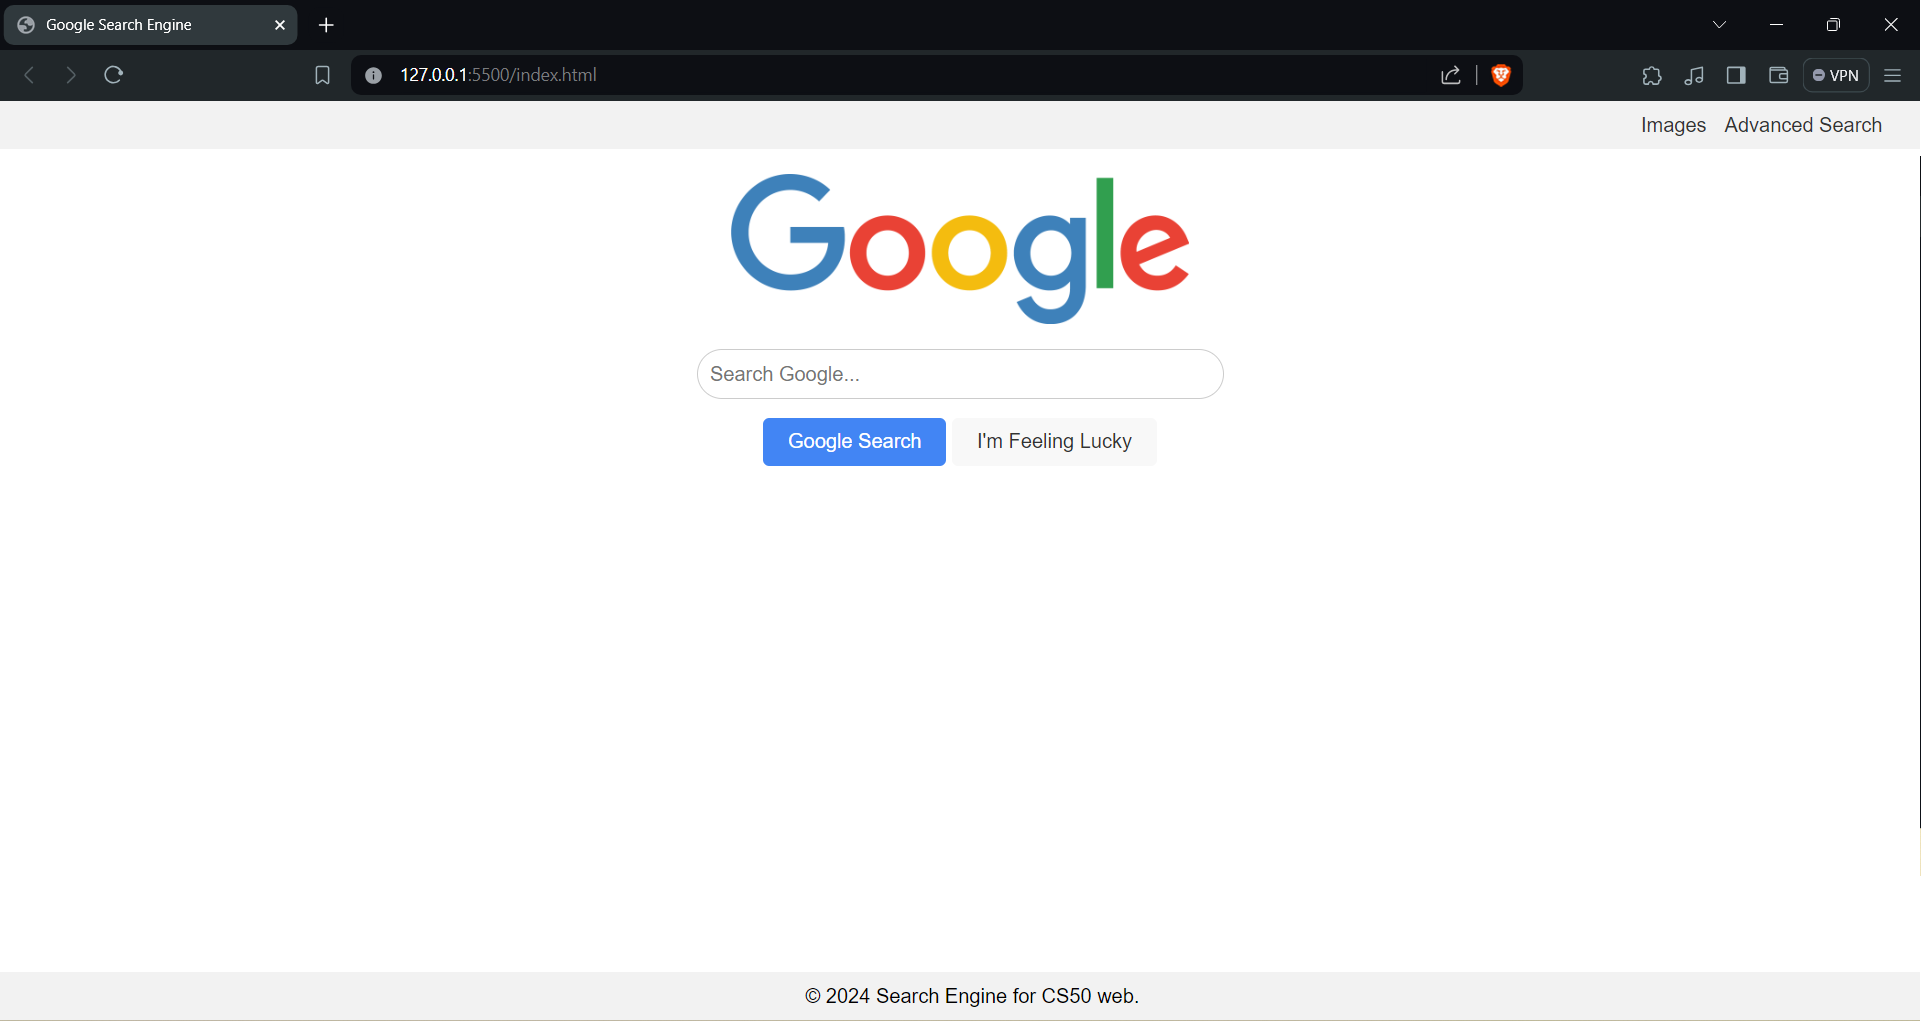 Google Search Engine
127.0.0.1:5500/index.html
VPN
Images Advanced Search
Google
Search Google...
Google Search I'm Feeling Lucky
© 2024 Search Engine for CS50 web.